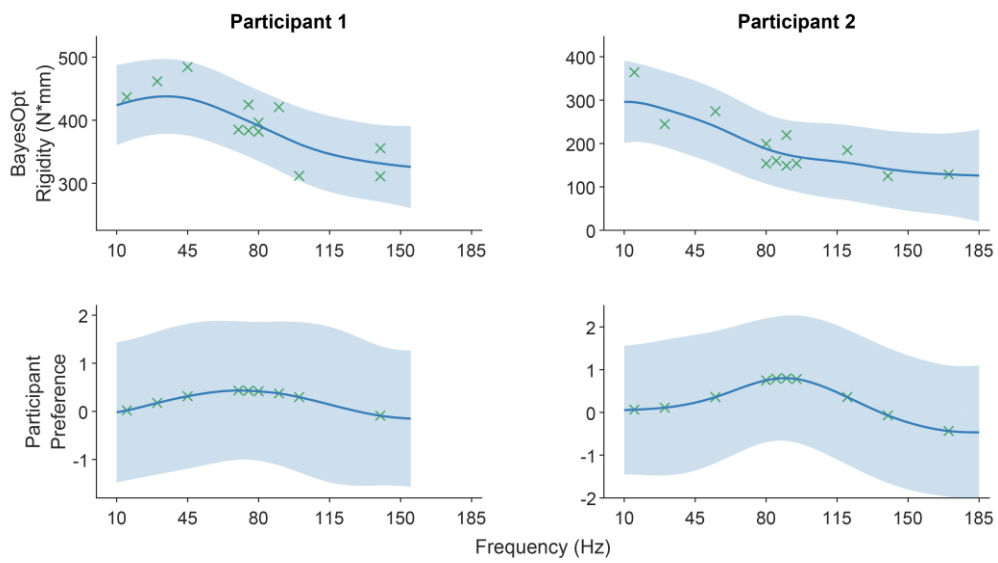 Participant 1
Participant 2
BayesOpt
Rigidity (N*mm)
500
400
300
10 45 80 115 150 185
400
300
200
100
0
10 45 80 115 150 185
Participant
Preference
2
1
0
-1
10 45 80 115 150 185
2
1
0
-1
-2
10 45 80 115 150 185
Frequency (Hz)